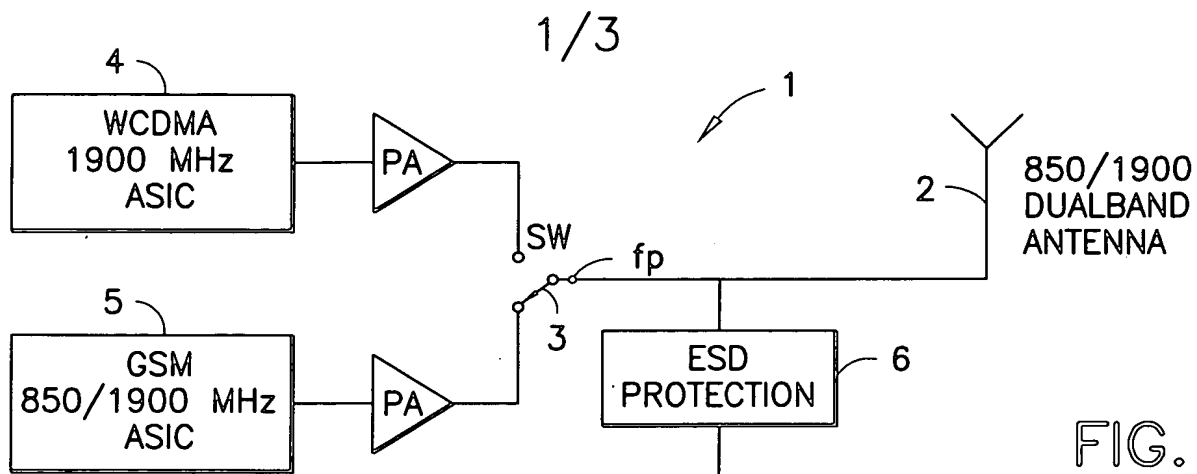 1/3
4
WCDMA
1900 MHz
ASIC
PA
SW
fp
3
1
2
850/1900
DUALBAND
ANTENNA
5
GSM
850/1900 MHz
ASIC
PA
ESD
PROTECTION
6
FIG.